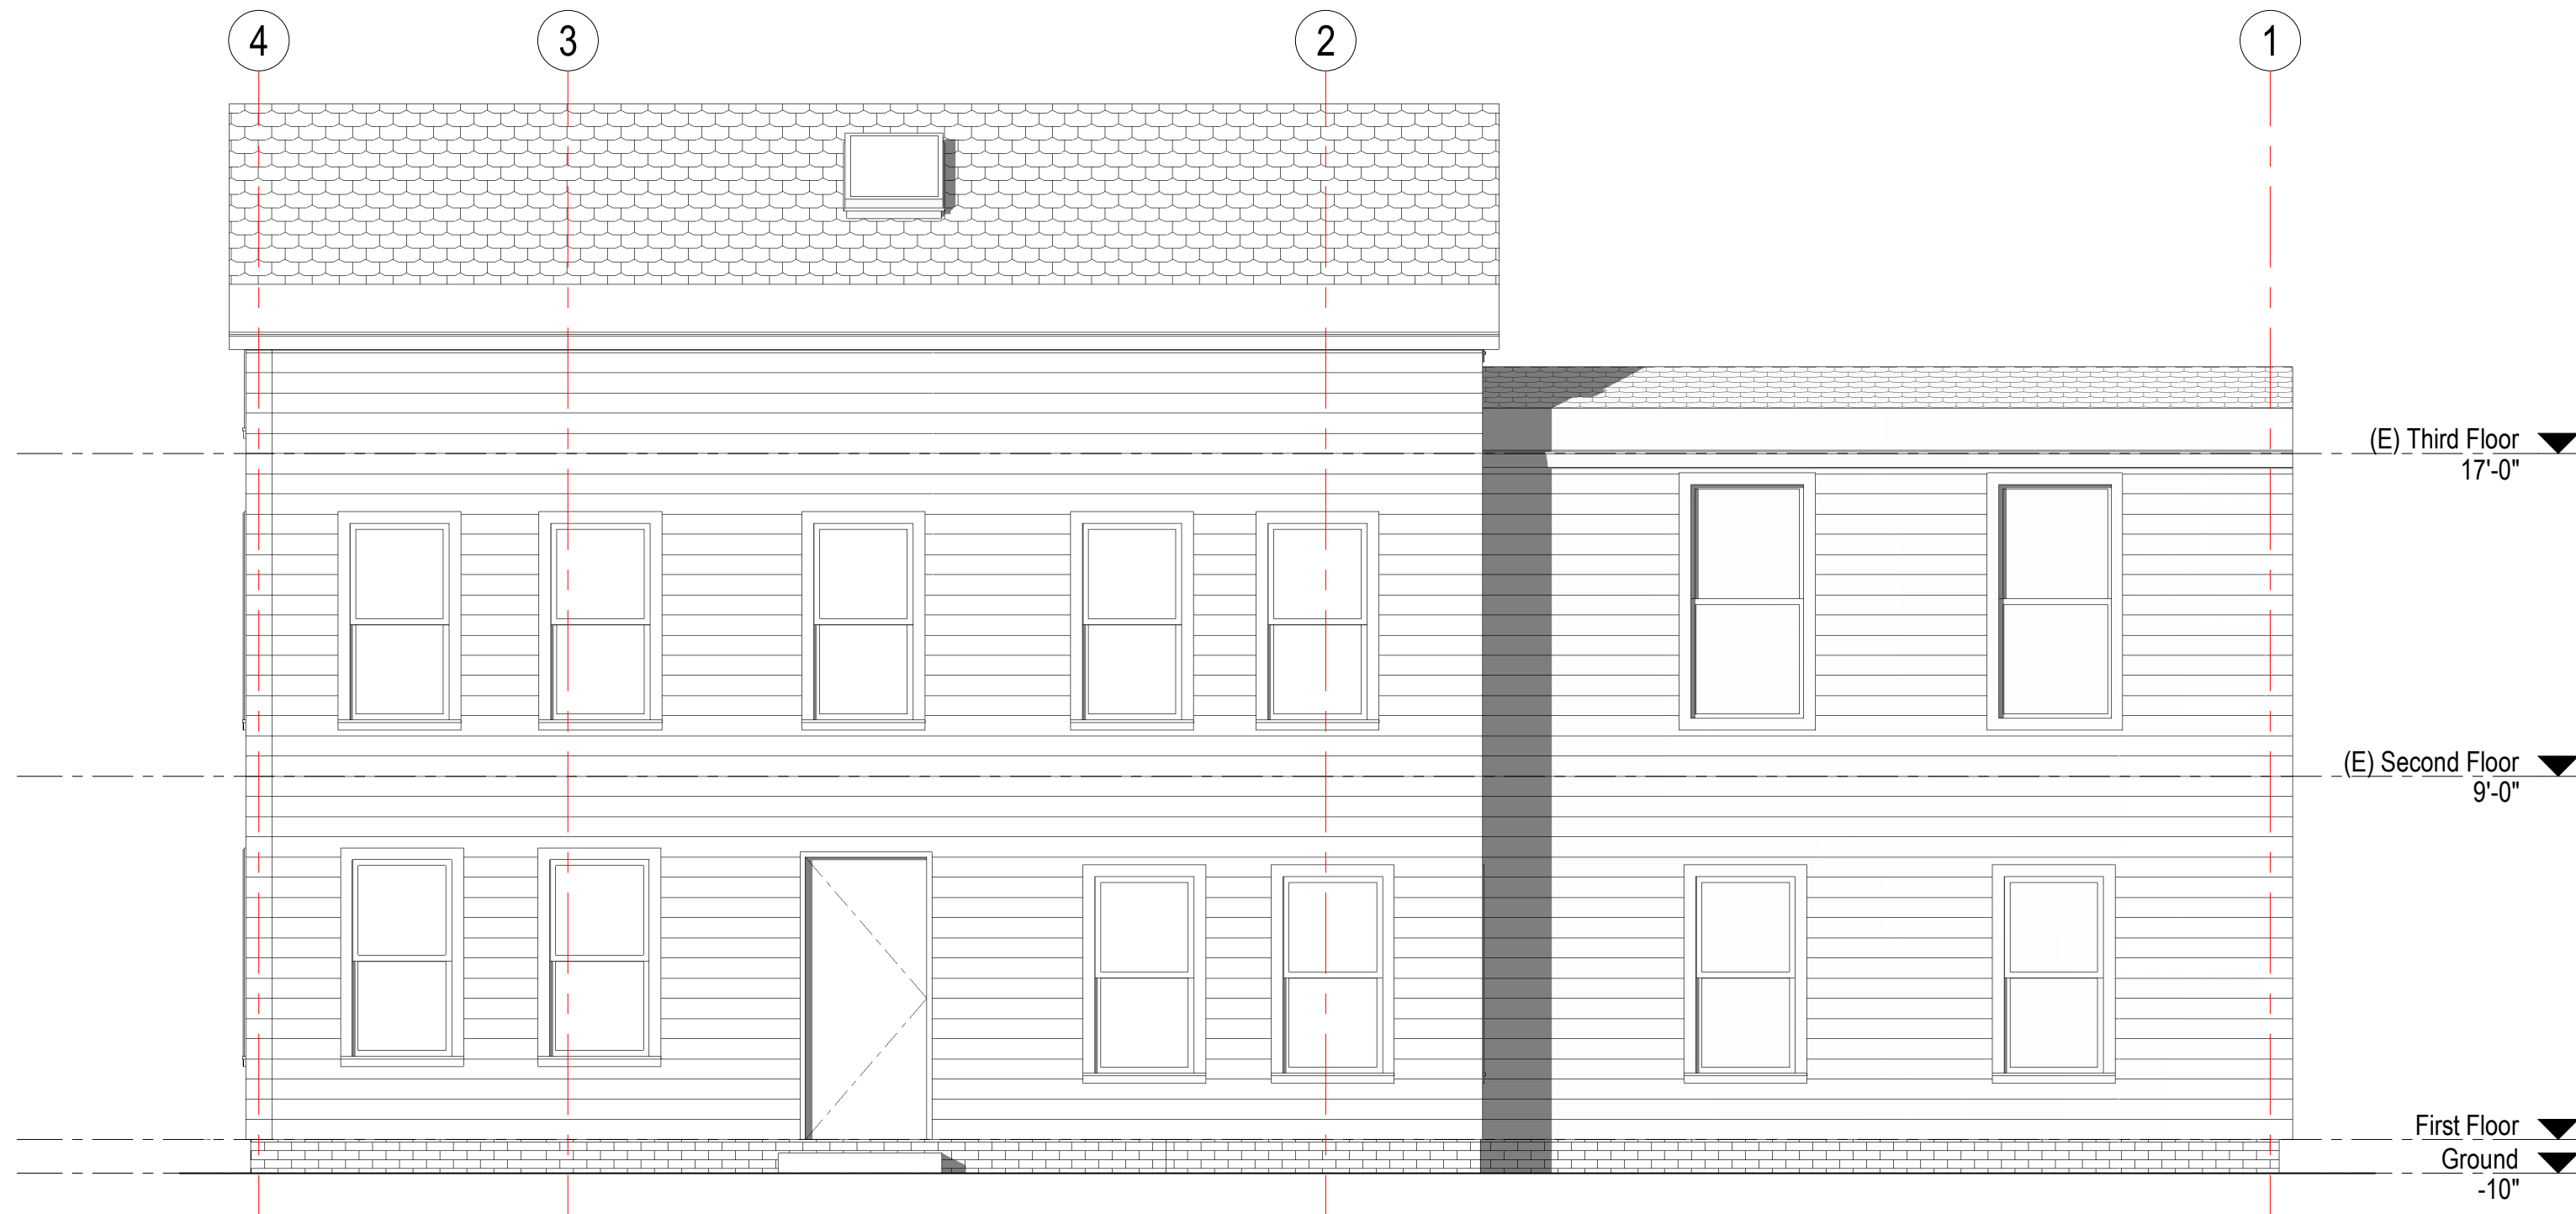 4 3 2 1
(E) Third Floor
17'-0"
(E) Second Floor
9'-0"
First Floor
Ground
-10"